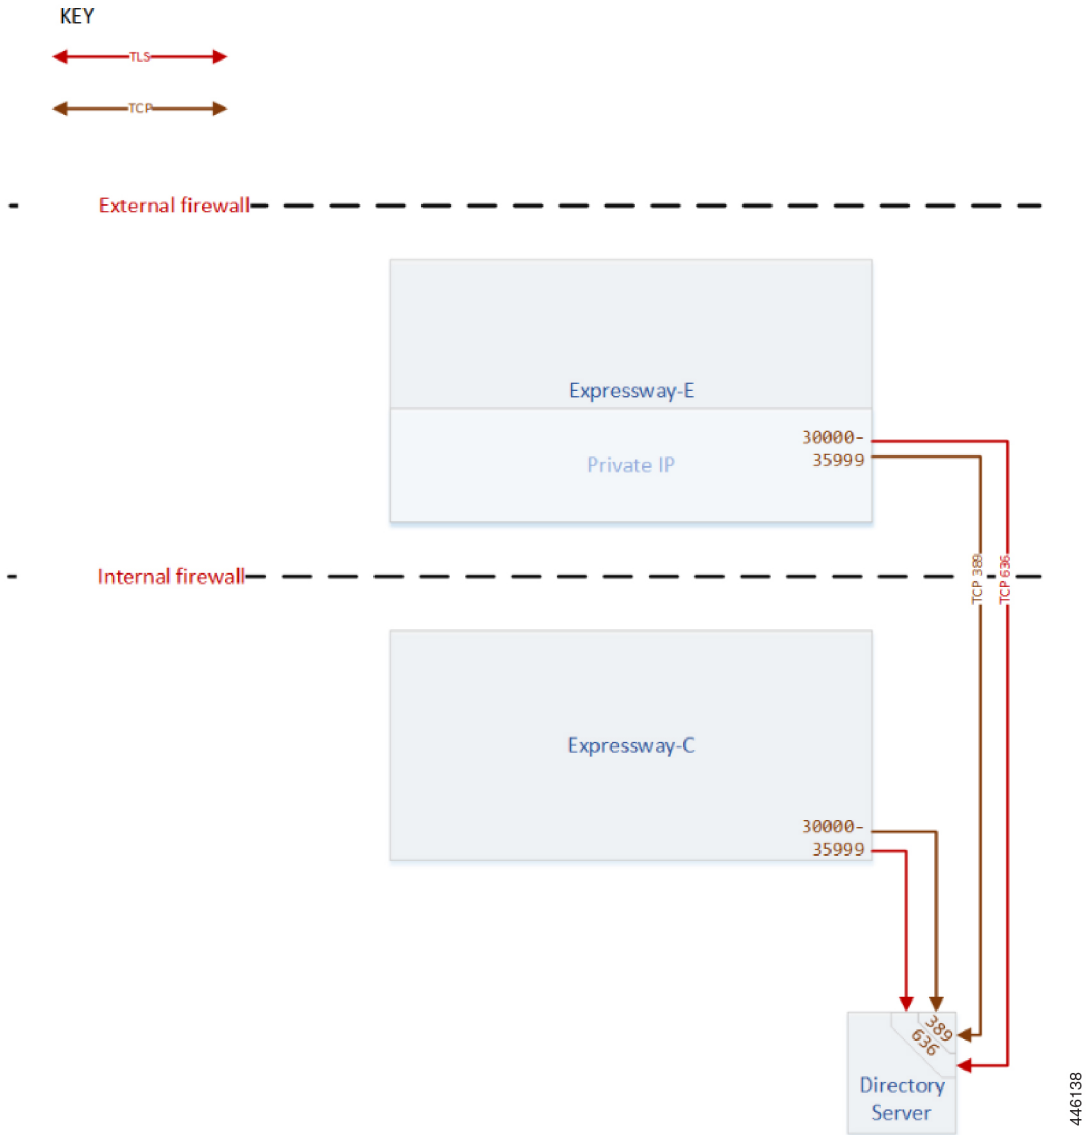 KEY
TLS
TCP
External firewall
Expressway-E
30000-
35999
Private IP
Internal firewall
TCP 389
TCP 636
Expressway-C
30000-
35999
389
636
Directory
Server
446138